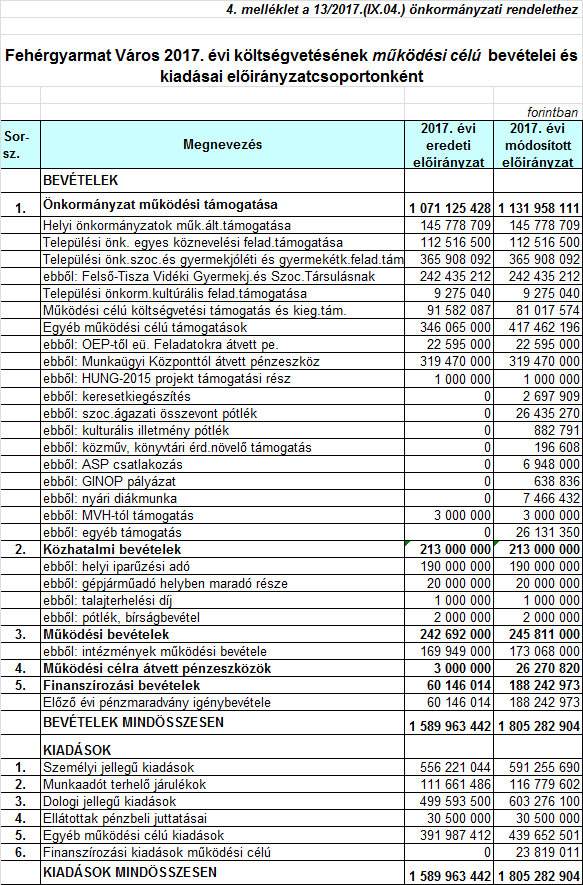 4. melléklet a 13/2017.(IX.04.) önkormányzati rendelethez
Fehérgyarmat Város 2017. évi költségvetésének működési célú bevételei és
kiadásai előirányzatcsoportonként
forintban
Sor-sz. Megnevezés 2017. évi eredeti előirányzat 2017. évi módosított előirányzat
BEVÉTELEK
1. Önkormányzat működési támogatása 1 071 125 428 1 131 958 111
Helyi önkormányzatok műk.ált.támogatása 145 778 709 145 778 709
Települési önk. egyes köznevelési felad.támogatása 112 516 500 112 516 500
Települési önk.szoc.és gyermekjóléti és gyermekétk.felad.tám 365 908 092 365 908 092
ebből: Felső-Tisza Vidéki Gyermekj.és Szoc.Társulásnak 242 435 212 242 435 212
Települési önkorm.kultúrális felad.támogatása 9 275 040 9 275 040
Működési célú költségvetési támogatás és kieg.tám. 91 582 087 81 017 574
Egyéb működési célú támogatások 346 065 000 417 462 196
ebből: OEP-től eü. Feladatokra átvett pe. 22 595 000 22 595 000
ebből: Munkaügyi Központtól átvett pénzeszköz 319 470 000 319 470 000
ebből: HUNG-2015 projekt támogatási rész 1 000 000 1 000 000
ebből: keresetkiegészítés 0 2 697 909
ebből: szoc.ágazati összevont pótlék 0 26 435 270
ebből: kulturális illetmény pótlék 0 882 791
ebből: közműv, könyvtári érd.növelő támogatás 0 196 608
ebből: ASP csatlakozás 0 6 948 000
ebből: GINOP pályázat 0 638 836
ebből: nyári diákmunka 0 7 466 432
ebből: MVH-tól támogatás 3 000 000 3 000 000
ebből: egyéb támogatás 0 26 131 350
2. Közhatalmi bevételek 213 000 000 213 000 000
ebből: helyi iparűzési adó 190 000 000 190 000 000
ebből: gépjárműadó helyben maradó része 20 000 000 20 000 000
ebből: talajterhelési díj 1 000 000 1 000 000
ebből: pótlék, bírságbevétel 2 000 000 2 000 000
3. Működési bevételek 242 692 000 245 811 000
ebből: intézmények működési bevétele 169 949 000 173 068 000
4. Működési célra átvett pénzeszközök 3 000 000 26 270 820
5. Finanszírozási bevételek 60 146 014 188 242 973
Előző évi pénzmaradvány igénybevétele 60 146 014 188 242 973
BEVÉTELEK MINDÖSSZESEN 1 589 963 442 1 805 282 904
KIADÁSOK
1. Személyi jellegű kiadások 556 221 044 591 255 690
2. Munkaadót terhelő járulékok 111 661 486 116 779 602
3. Dologi jellegű kiadások 499 593 500 603 276 100
4. Ellátottak pénzbeli juttatásai 30 500 000 30 500 000
5. Egyéb működési célú kiadások 391 987 412 439 652 501
6. Finanszírozási kiadások működési célú 0 23 819 011
KIADÁSOK MINDÖSSZESEN 1 589 963 442 1 805 282 904